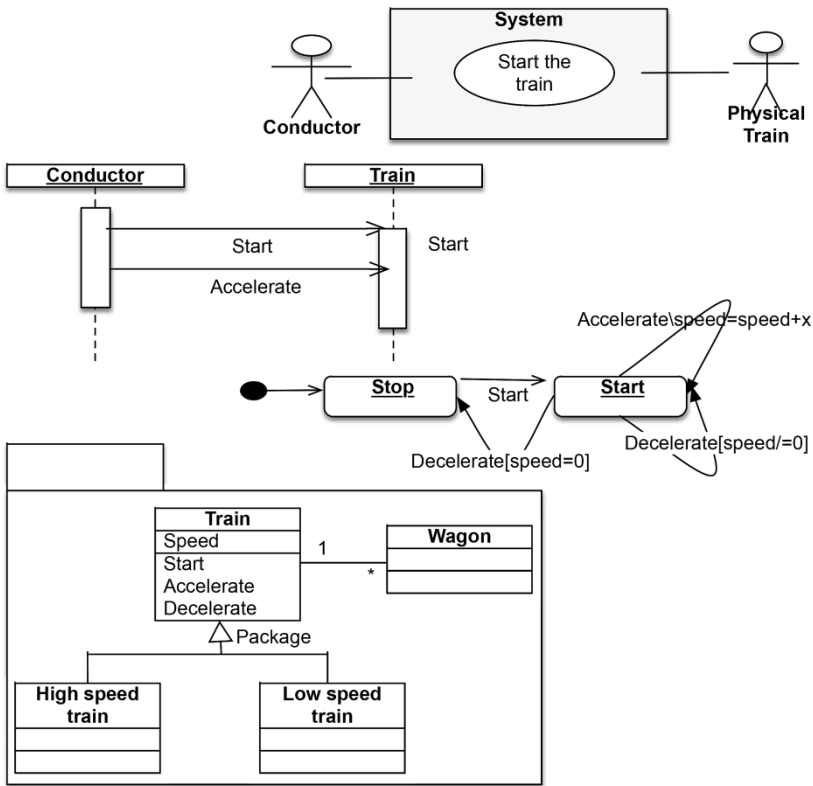 System
Start the
train
Conductor
Physical
Train
Conductor
Train
Start
Start
Accelerate
Accelerate\speed=speed+x
Stop
Start
Start
Decelerate[speed/=0]
Decelerate[speed=0]
Train
Speed
Start
Accelerate
Decelerate
1
*
Wagon
Package
High speed
train
Low speed
train